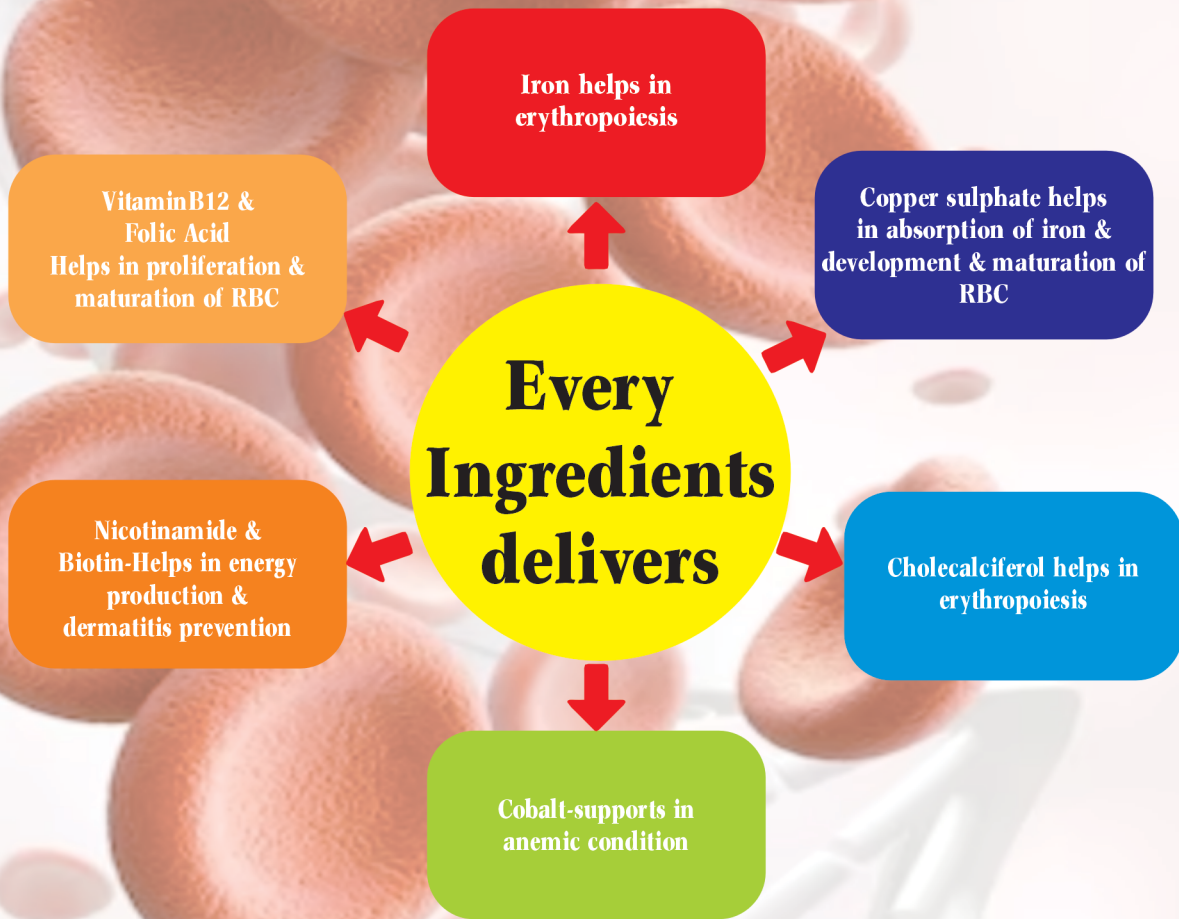 Iron helps in
erythropoiesis
VitaminB12 &
Folic Acid
Helps in proliferation &
maturation of RBC
Copper sulphate helps
in absorption of iron &
development & maturation of
RBC
Every
Ingredients
delivers
Nicotinamide &
Biotin-Helps in energy
production &
dermatitis prevention
Cholecalciferol helps in
erythropoiesis
Cobalt-supports in
anemic condition